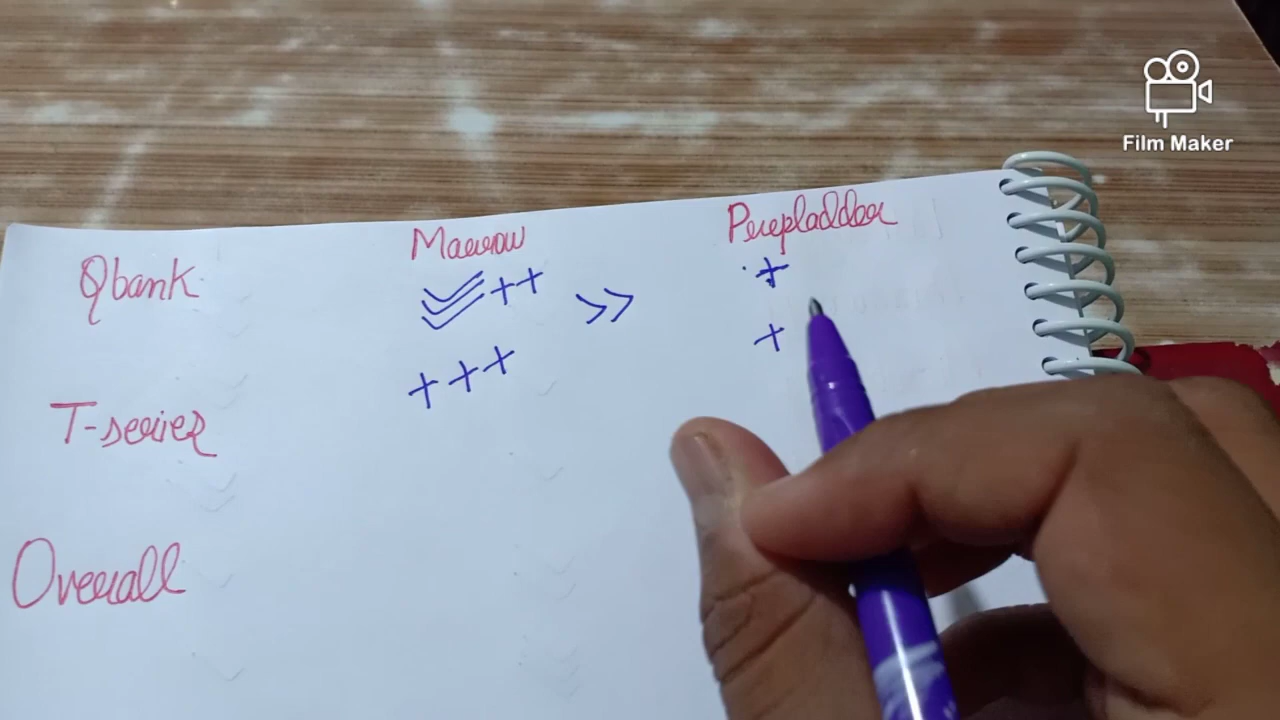 Film Maker
Marrow Prepladder
Qbank ++ >> +
+
+++
T-series
Overall